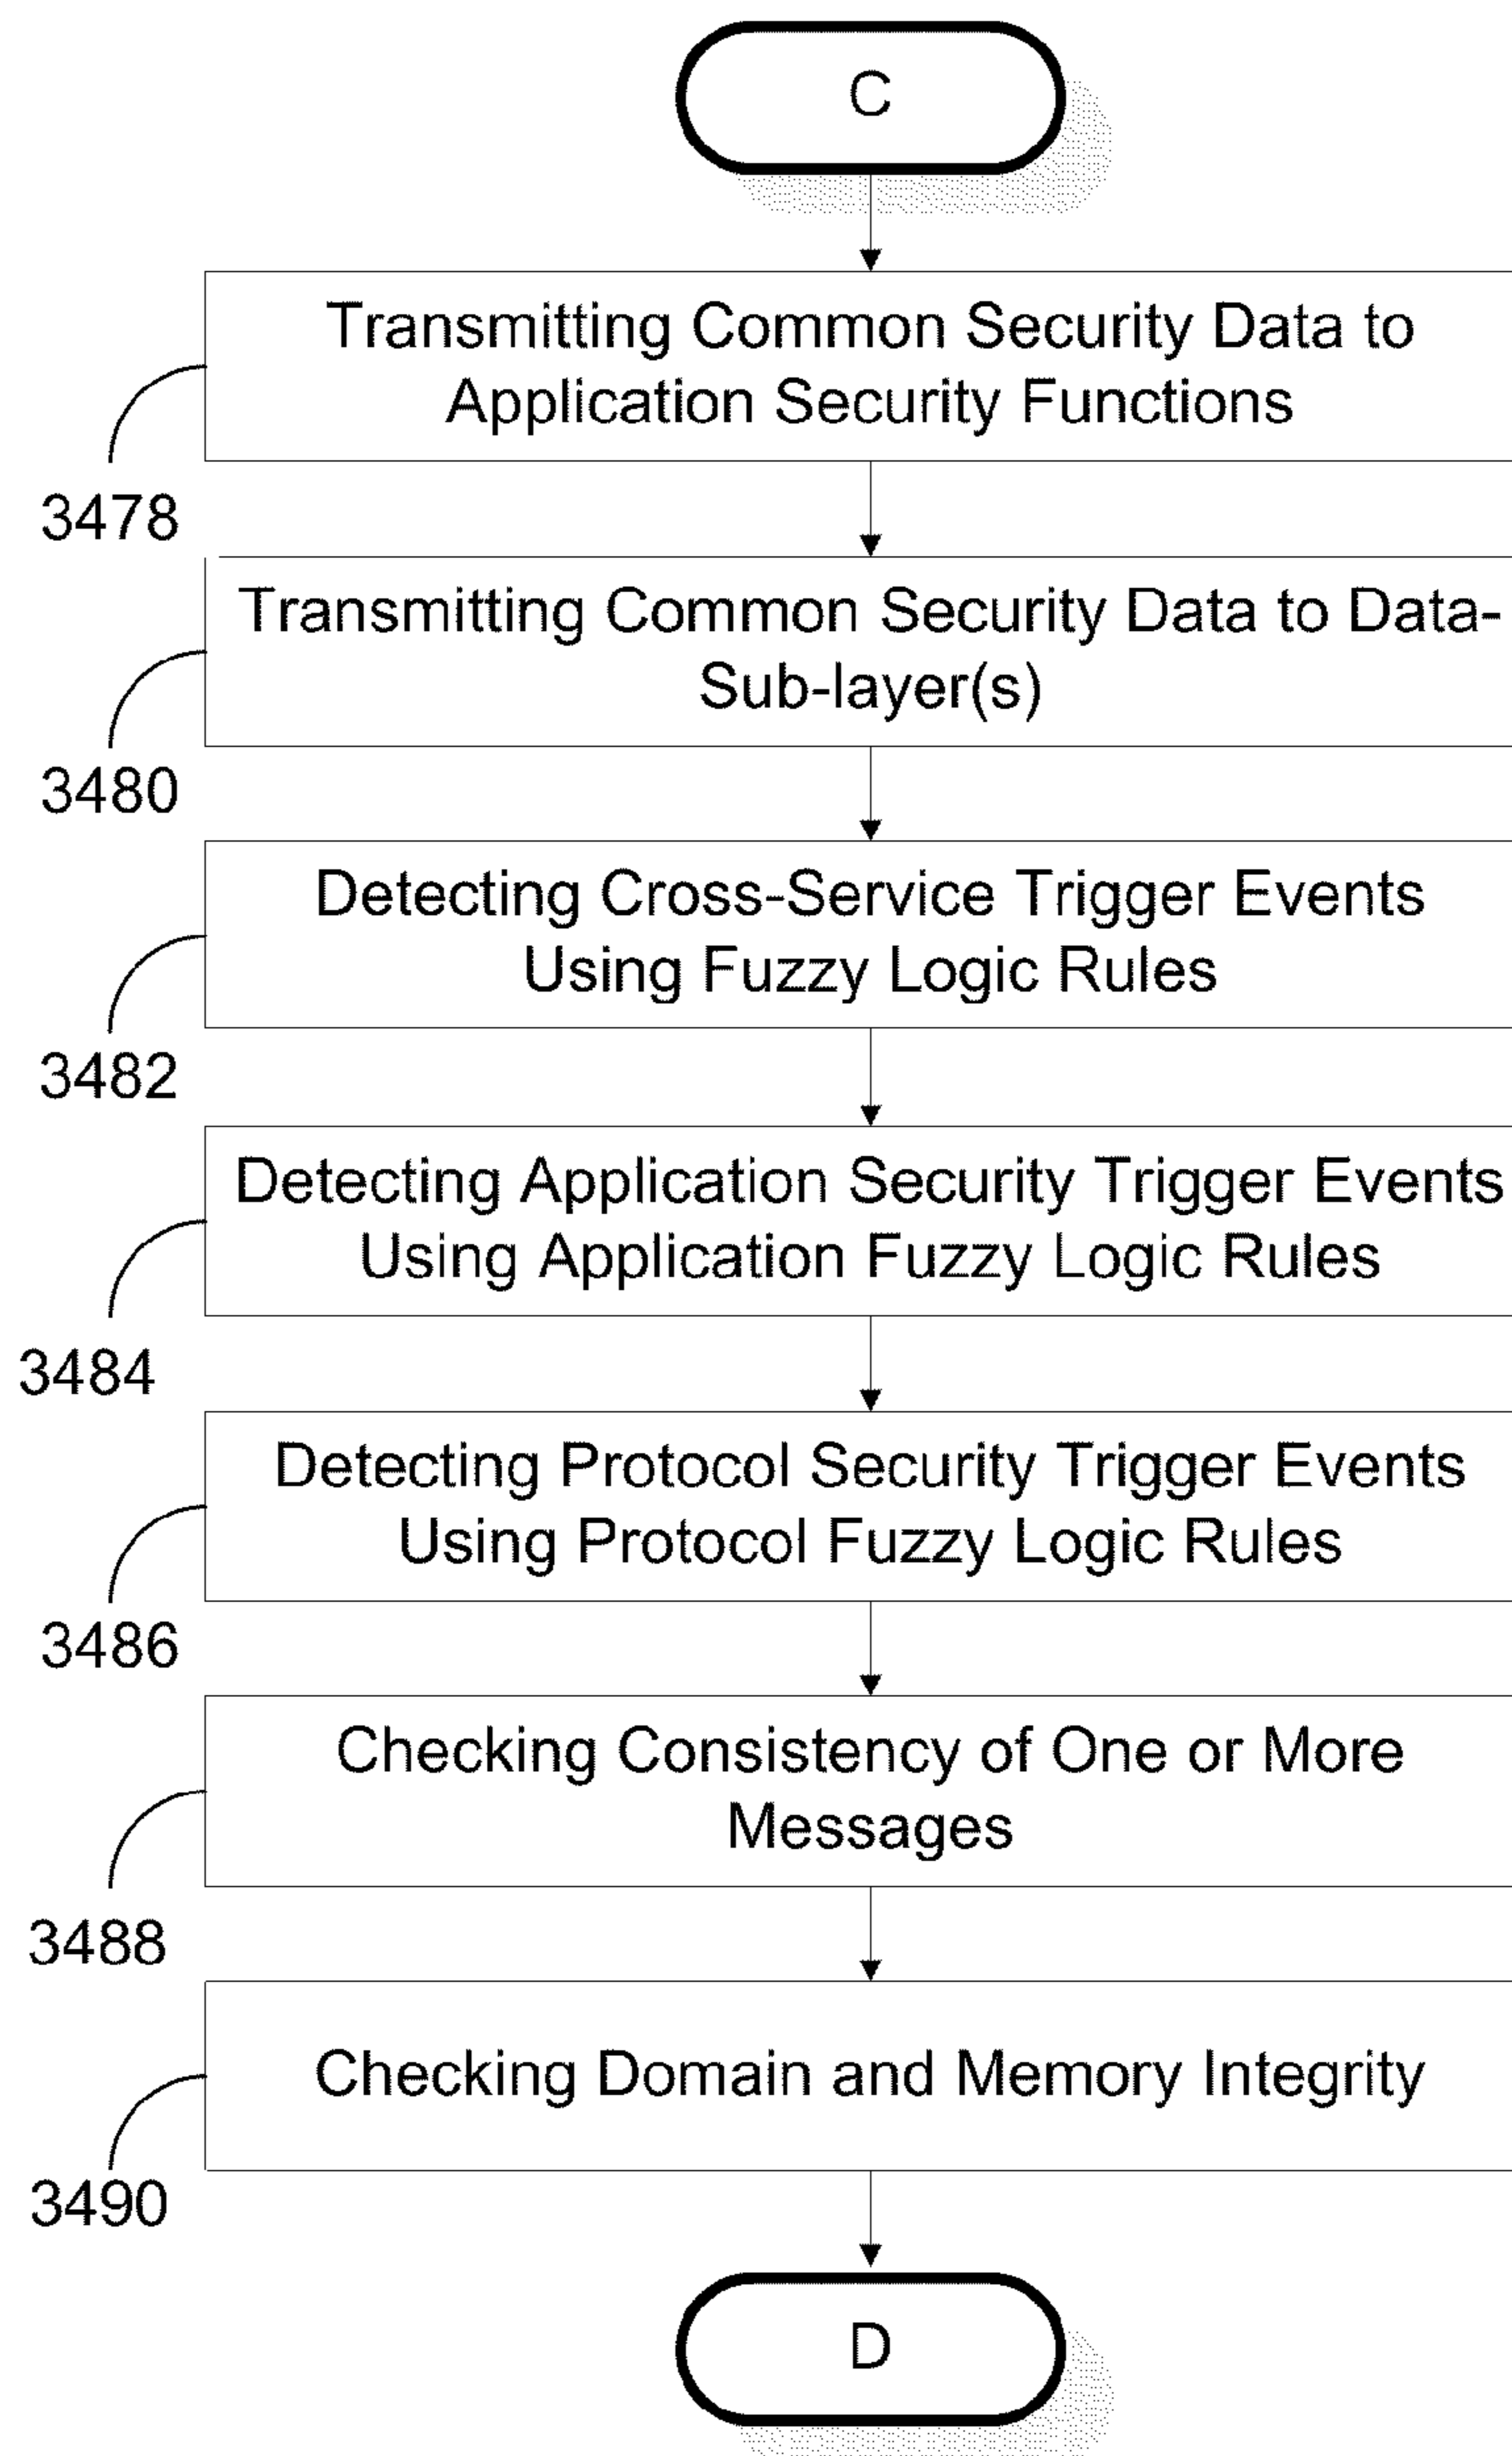 C
Transmitting Common Security Data to
Application Security Functions
3478
Transmitting Common Security Data to Data-
Sub-layer(s)
3480
Detecting Cross-Service Trigger Events
Using Fuzzy Logic Rules
3482
Detecting Application Security Trigger Events
Using Application Fuzzy Logic Rules
3484
Detecting Protocol Security Trigger Events
Using Protocol Fuzzy Logic Rules
3486
Checking Consistency of One or More
Messages
3488
Checking Domain and Memory Integrity
3490
D